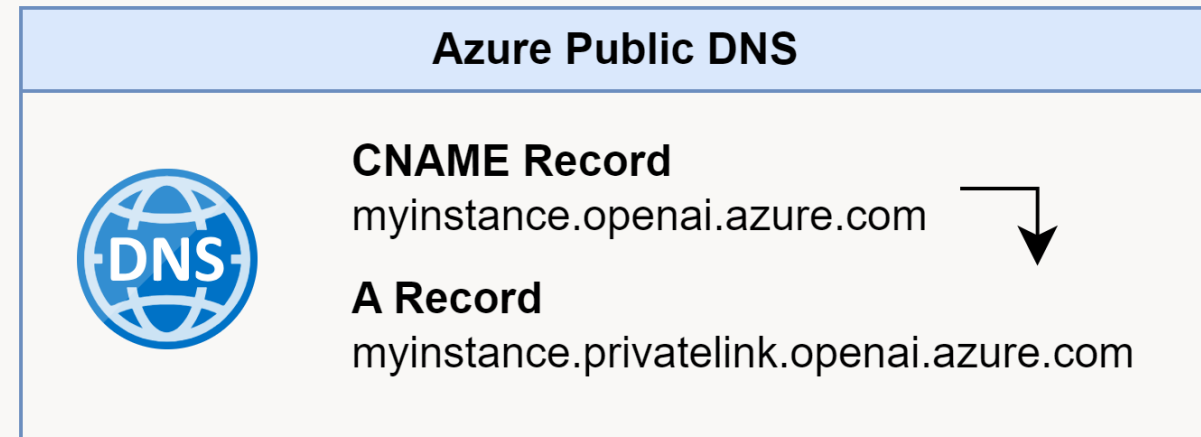 Azure Public DNS
DNS
CNAME Record
myinstance.openai.azure.com
A Record
myinstance.privatelink.openai.azure.com